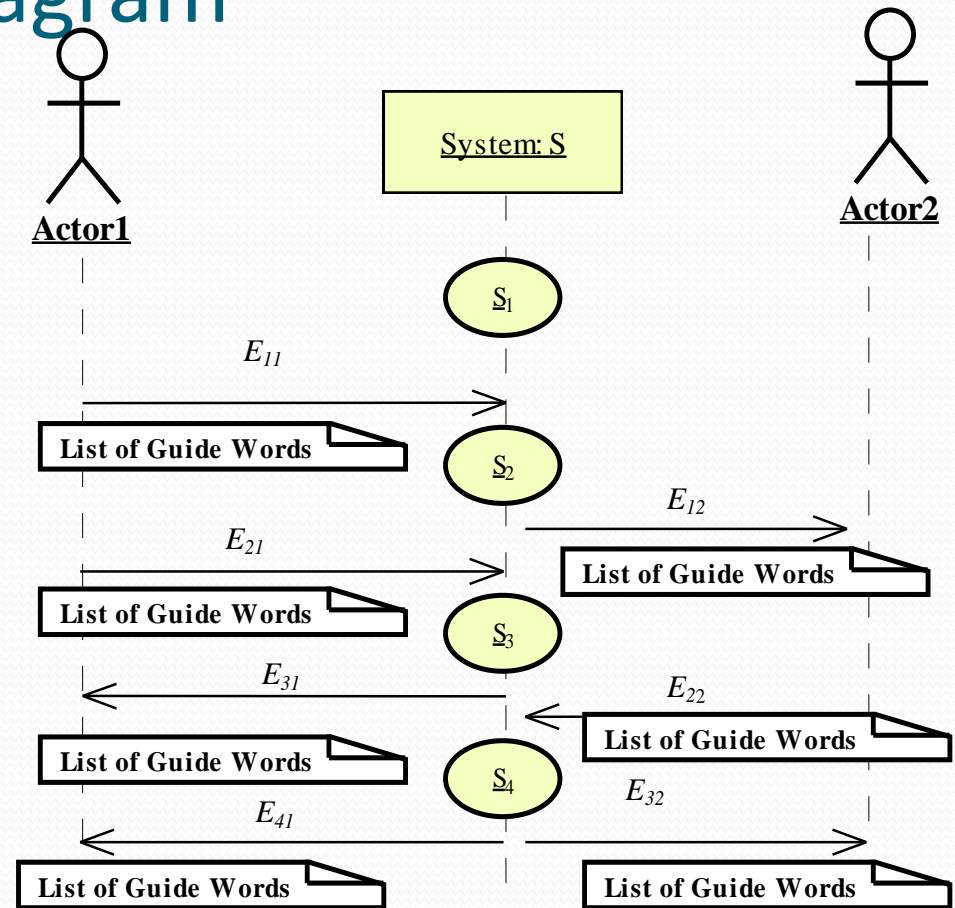 agram
System: S
Actor1
Actor2
S1
E11
List of Guide Words
S2
E12
E21
List of Guide Words
List of Guide Words
S3
E31
E22
List of Guide Words
List of Guide Words
S4
E32
E41
List of Guide Words
List of Guide Words